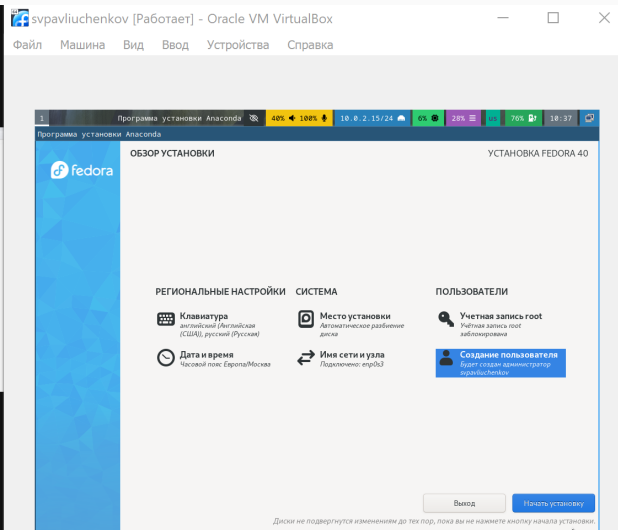 svpavliuchenkov [Работает] - Oracle VM VirtualBox
Файл Машина Вид Ввод Устройства Справка
1 Программа установки Anaconda 40% 100% 10.0.2.15/24 6% 28% us 76% 10:37
Программа установки Anaconda
fedora
ОБЗОР УСТАНОВКИ
УСТАНОВКА FEDORA 40
РЕГИОНАЛЬНЫЕ НАСТРОЙКИ
Клавиатура
английский (Английская
(США)), русский (Русская)
Дата и время
Часовой пояс Европа/Москва
СИСТЕМА
Место установки
Автоматическое разбиение
диска
Имя сети и узла
Подключено: enp0s3
ПОЛЬЗОВАТЕЛИ
Учетная запись root
Учётная запись root
заблокирована
Создание пользователя
Будет создан администратор
svpavliuchenkov
Выход
Начать установку
Диски не подвергнутся изменениям до тех пор, пока вы не нажмете кнопку начала установки.